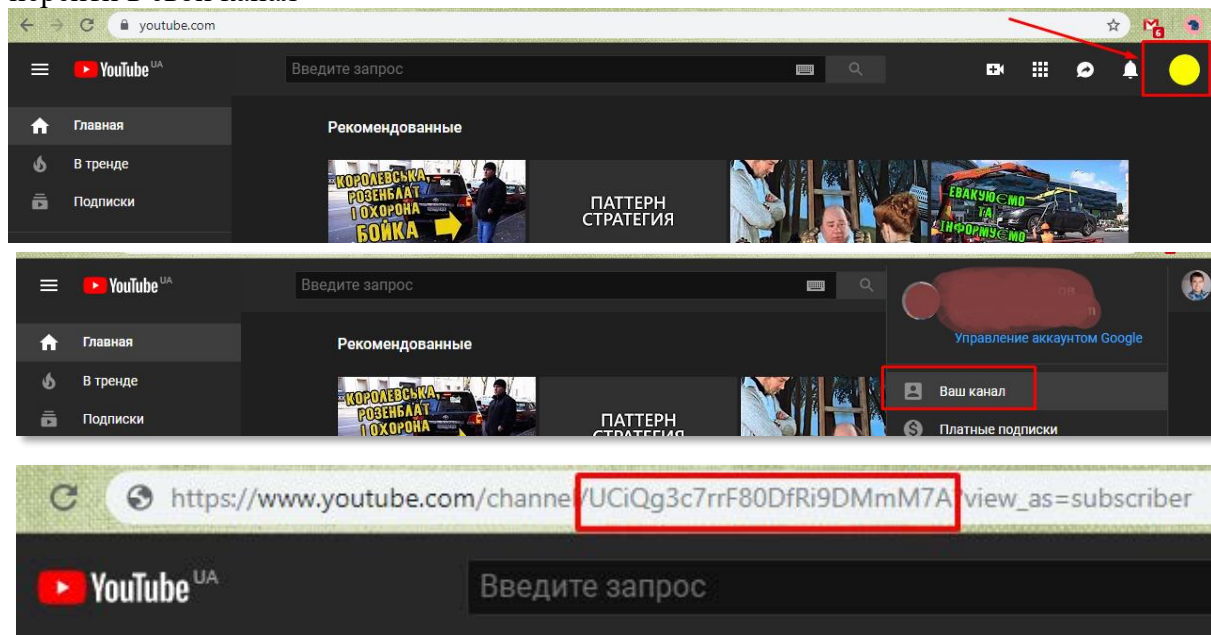 перейти в свой канал
youtube.com
6
YouTube UA
Введите запрос
Главная
Рекомендованные
В тренде
Подписки
КОРОЛЕВСЬКА,
РОЗЕНБЛАТ
І ОХОРОНА
БОЙКА
ПАТТЕРН
СТРАТЕГИЯ
ЕВАКУЮЄМО
ТА
ІНФОРМУЄМО
YouTube UA
Введите запрос
Управление аккаунтом Google
Главная
Рекомендованные
В тренде
Ваш канал
Подписки
КОРОЛЕВСЬКА,
РОЗЕНБЛАТ
І ОХОРОНА
ПАТТЕРН
СТРАТЕГИЯ
Платные подписки
https://www.youtube.com/channel/UCiQg3c7rrF80DfRi9DMmM7A?view_as=subscriber
YouTube UA
Введите запрос